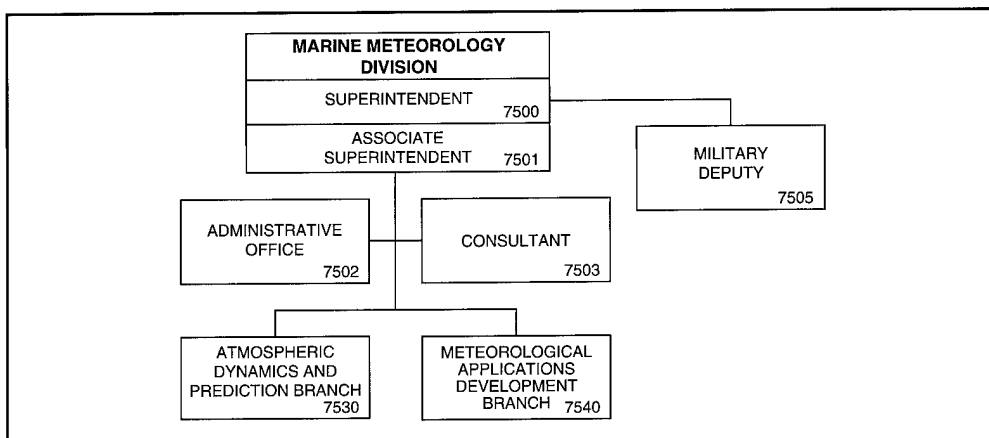 MARINE METEOROLOGY
DIVISION
SUPERINTENDENT
7500
ASSOCIATE
SUPERINTENDENT
7501
MILITARY
DEPUTY
7505
ADMINISTRATIVE
OFFICE
7502
CONSULTANT
7503
ATMOSPHERIC
DYNAMICS AND
PREDICTION BRANCH
7530
METEOROLOGICAL
APPLICATIONS
DEVELOPMENT
BRANCH
7540